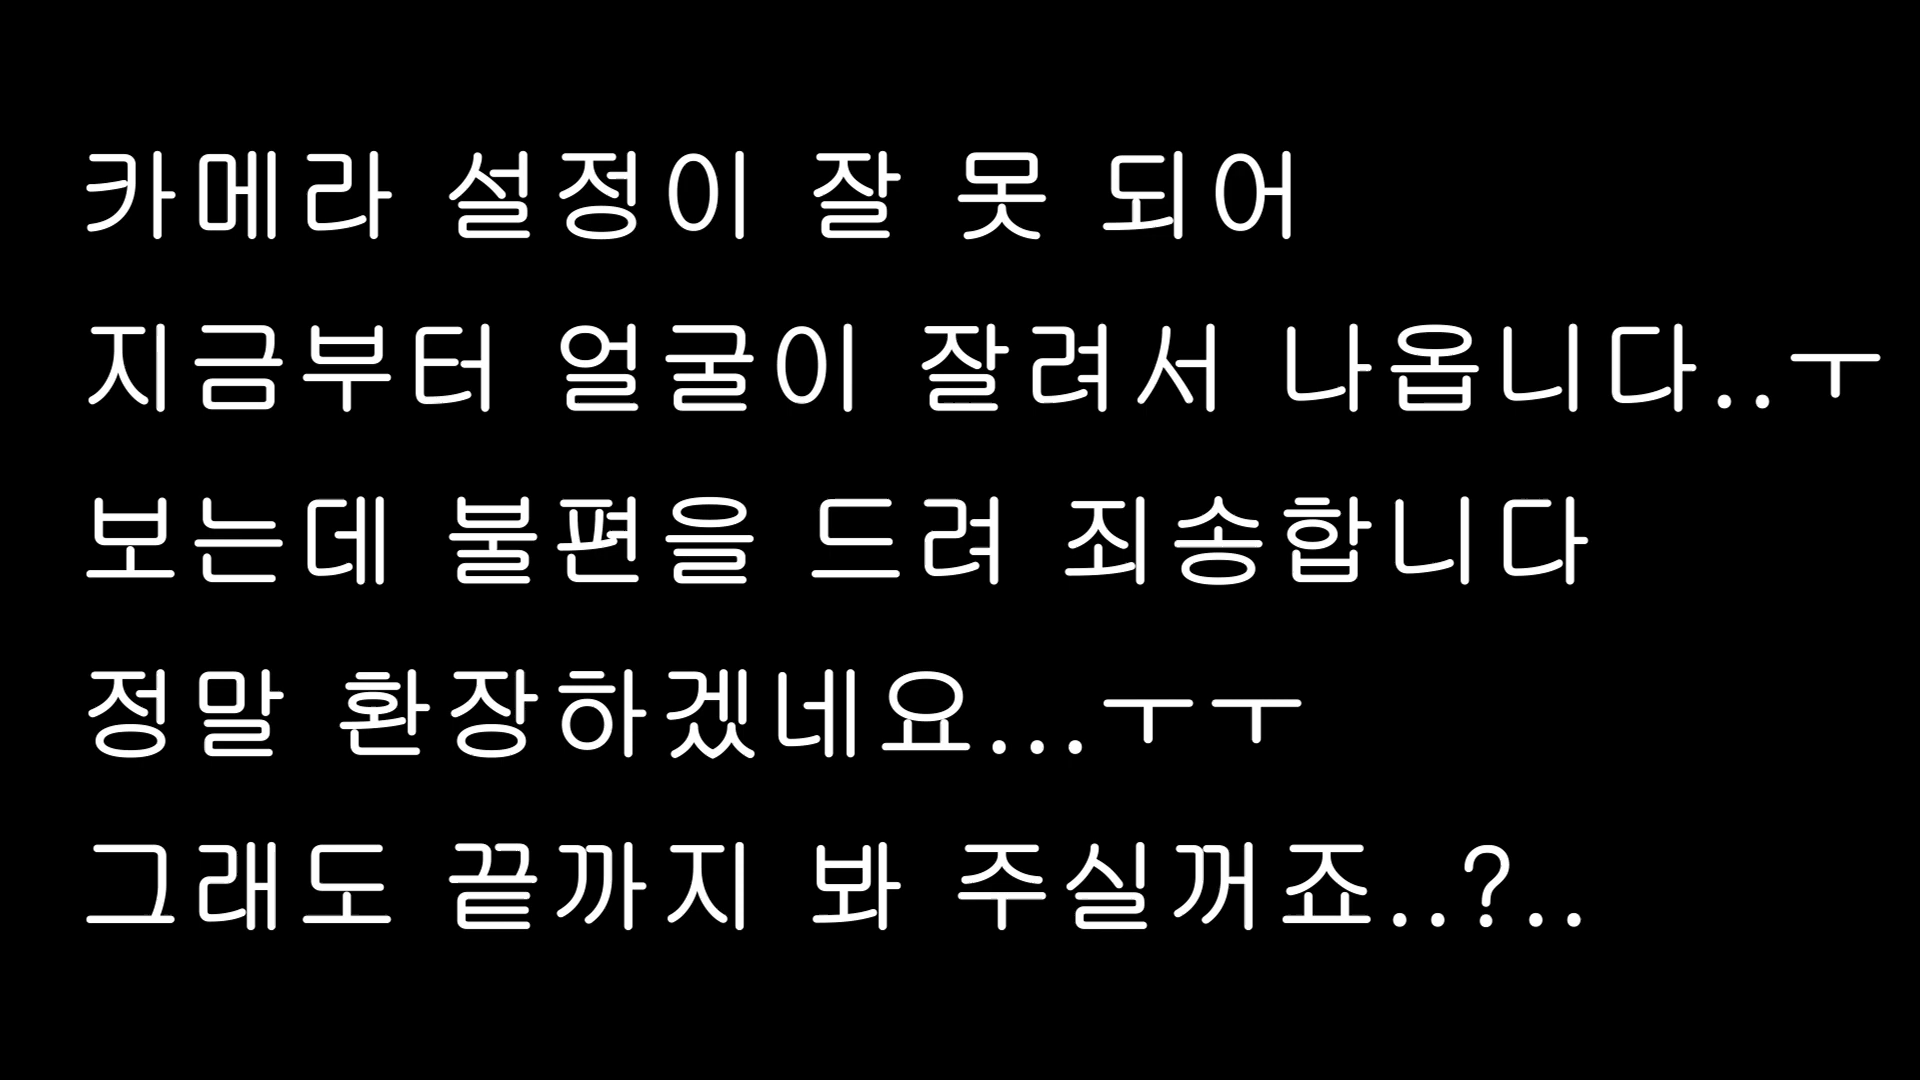 카메라 설정이 잘 못 되어
지금부터 얼굴이 잘려서 나옵니다..ㅜ
보는데 불편을 드려 죄송합니다
정말 환장하겠네요...ㅜㅜ
그래도 끝까지 봐 주실꺼죠..?..